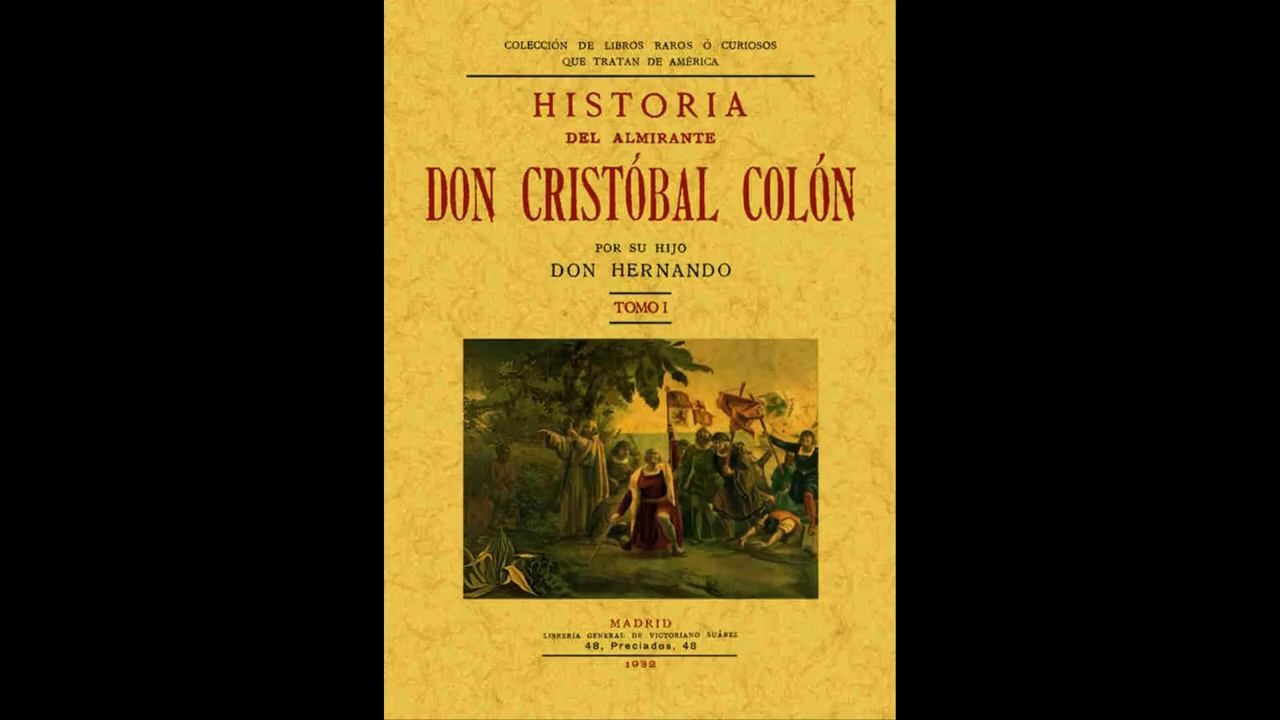 COLECCIÓN DE LIBROS RAROS Ó CURIOSOS
QUE TRATAN DE AMÉRICA
HISTORIA
DEL ALMIRANTE
DON CRISTÓBAL COLÓN
POR SU HIJO
DON HERNANDO
TOMO I
MADRID
LIBRERÍA GENERAL DE VICTORIANO SUÁREZ
48, Preciados, 48
1932